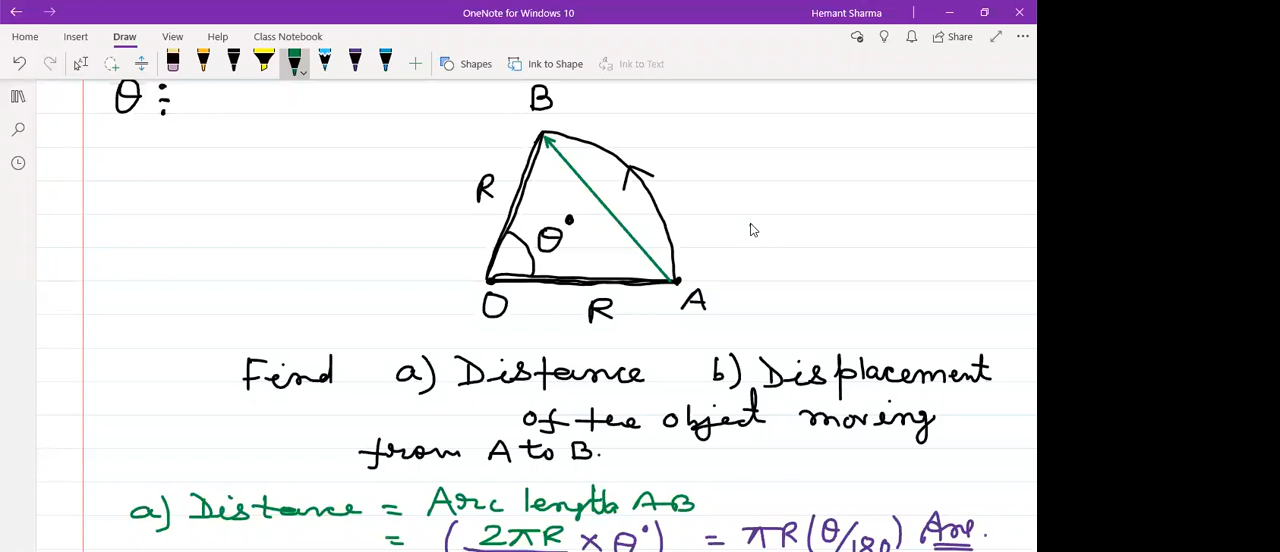 OneNote for Windows 10
Hemant Sharma
Home Insert Draw View Help Class Notebook
Share
Shapes Ink to Shape Ink to Text
θ :
B
R
θ°
O R A
Find a) Distance b) Displacement
of the object moving
from A to B.
a) Distance = Arc length AB
= ( 2πR × θ° ) = πR (θ/180) Ans.